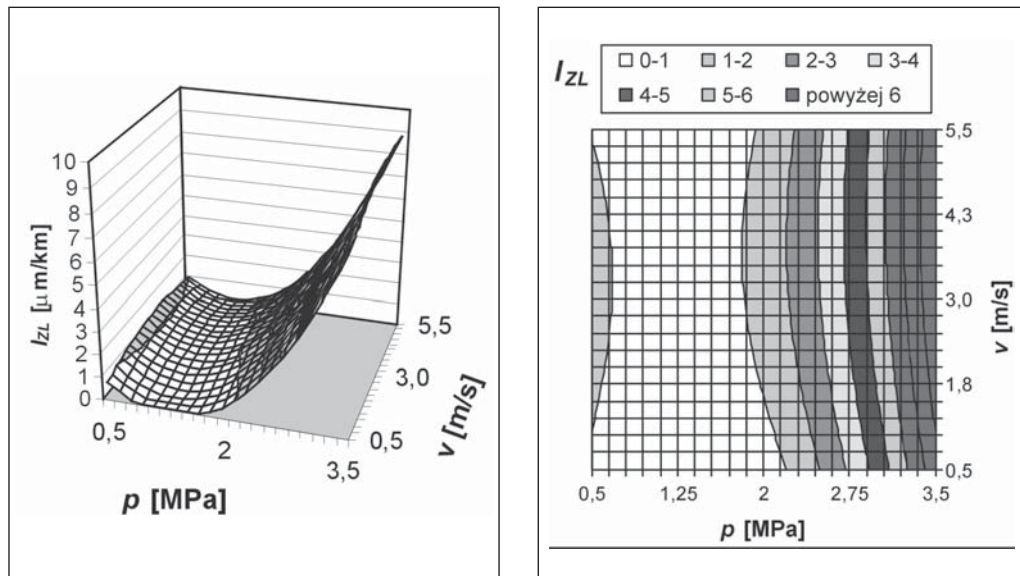 10
9
8
7
6
5
4
3
2
1
0
I_ZL [μm/km]
0,5
2
3,5
p [MPa]
0,5
3,0
5,5
v [m/s]
I_ZL
0-1 1-2 2-3 3-4
4-5 5-6 powyżej 6
5,5
4,3
3,0
1,8
0,5
v [m/s]
0,5 1,25 2 2,75 3,5
p [MPa]